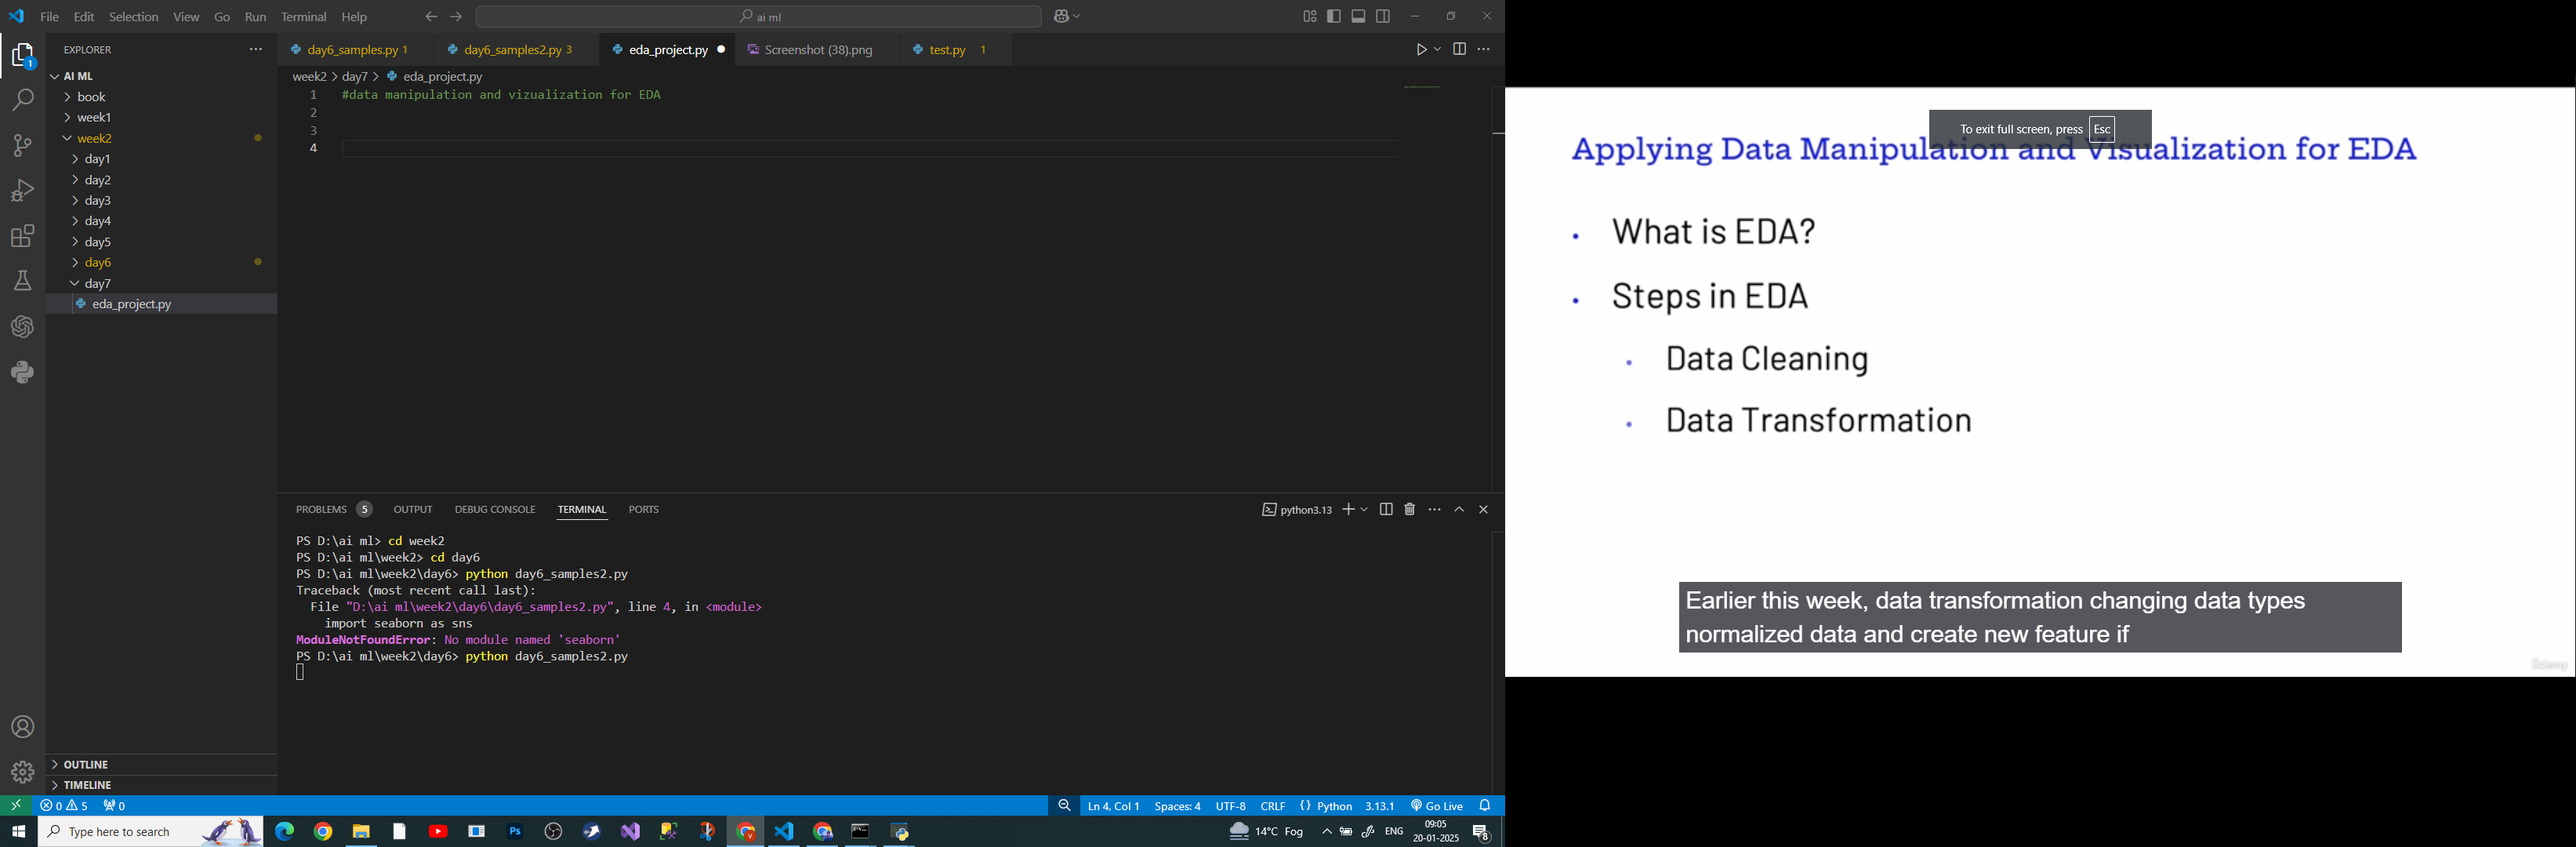 File Edit Selection View Go Run Terminal Help
ai ml
EXPLORER
AI ML
book
week1
week2
day1
day2
day3
day4
day5
day6
day7
eda_project.py
OUTLINE
TIMELINE
day6_samples.py 1
day6_samples2.py 3
eda_project.py
Screenshot (38).png
test.py 1
week2 > day7 > eda_project.py
1 #data manipulation and vizualization for EDA
2
3
4
PROBLEMS 5 OUTPUT DEBUG CONSOLE TERMINAL PORTS
python3.13
PS D:\ai ml> cd week2
PS D:\ai ml\week2> cd day6
PS D:\ai ml\week2\day6> python day6_samples2.py
Traceback (most recent call last):
File "D:\ai ml\week2\day6\day6_samples2.py", line 4, in <module>
import seaborn as sns
ModuleNotFoundError: No module named 'seaborn'
PS D:\ai ml\week2\day6> python day6_samples2.py
0 5 0
Ln 4, Col 1 Spaces: 4 UTF-8 CRLF {} Python 3.13.1 Go Live
Type here to search
Ps
14°C Fog
ENG
09:05
20-01-2025
8
To exit full screen, press Esc
Applying Data Manipulation and Visualization for EDA
• What is EDA?
• Steps in EDA
• Data Cleaning
• Data Transformation
Earlier this week, data transformation changing data types
normalized data and create new feature if
Udemy